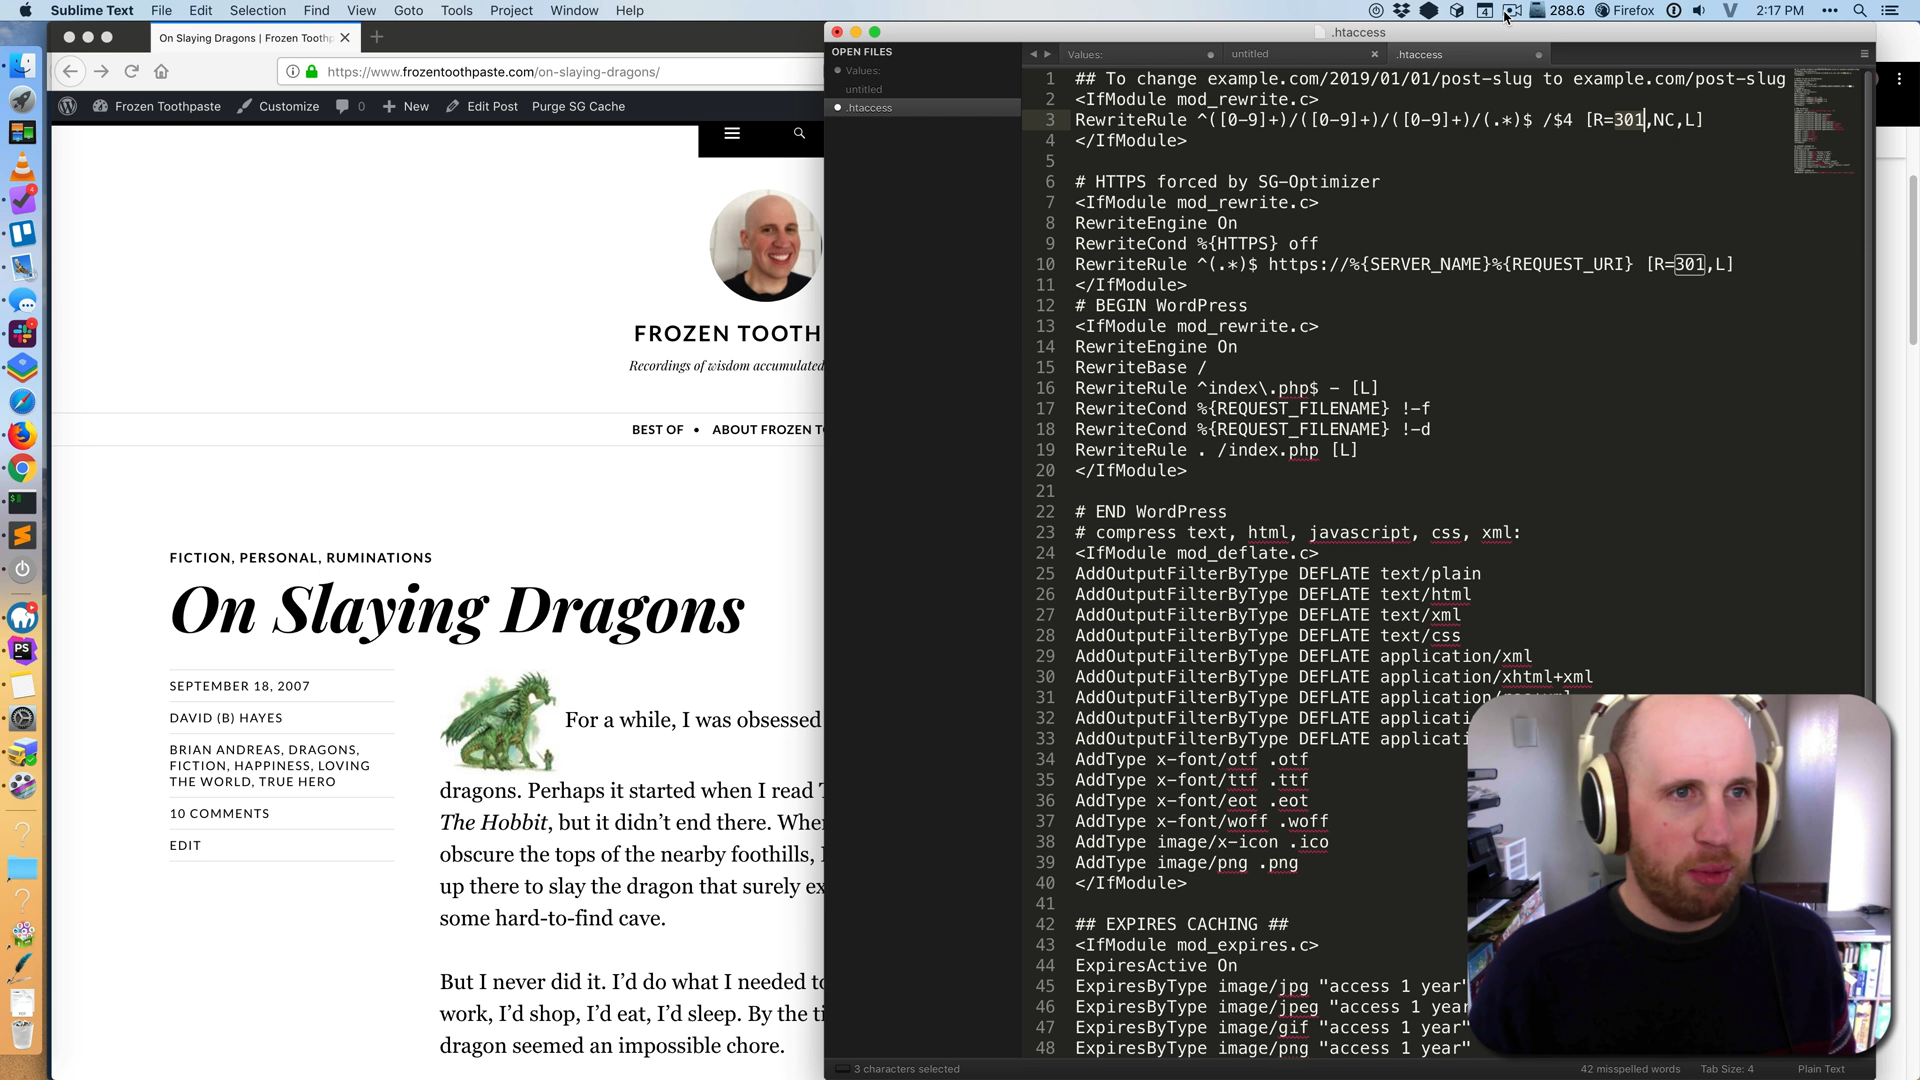 Sublime Text File Edit Selection Find View Goto Tools Project Window Help
4 288.6 Firefox 2:17 PM
On Slaying Dragons | Frozen Toothp
https://www.frozentoothpaste.com/on-slaying-dragons/
Frozen Toothpaste Customize 0 New Edit Post Purge SG Cache
FROZEN TOOTH
Recordings of wisdom accumulated
BEST OF • ABOUT FROZEN T
FICTION, PERSONAL, RUMINATIONS
On Slaying Dragons
SEPTEMBER 18, 2007
DAVID (B) HAYES
BRIAN ANDREAS, DRAGONS,
FICTION, HAPPINESS, LOVING
THE WORLD, TRUE HERO
10 COMMENTS
EDIT
For a while, I was obsessed
dragons. Perhaps it started when I read
The Hobbit, but it didn’t end there.
obscure the tops of the nearby foothills, I
up there to slay the dragon that surely
some hard-to-find cave.
But I never did it. I’d do what I needed to
work, I’d shop, I’d eat, I’d sleep. By the
dragon seemed an impossible chore.
.htaccess
OPEN FILES
Values:
untitled
.htaccess
Values: untitled .htaccess
1 ## To change example.com/2019/01/01/post-slug to example.com/post-slug
2 <IfModule mod_rewrite.c>
3 RewriteRule ^([0-9]+)/([0-9]+)/([0-9]+)/(.*)$ /$4 [R=301,NC,L]
4 </IfModule>
5
6 # HTTPS forced by SG-Optimizer
7 <IfModule mod_rewrite.c>
8 RewriteEngine On
9 RewriteCond %{HTTPS} off
10 RewriteRule ^(.*)$ https://%{SERVER_NAME}%{REQUEST_URI} [R=301,L]
11 </IfModule>
12 # BEGIN WordPress
13 <IfModule mod_rewrite.c>
14 RewriteEngine On
15 RewriteBase /
16 RewriteRule ^index\.php$ - [L]
17 RewriteCond %{REQUEST_FILENAME} !-f
18 RewriteCond %{REQUEST_FILENAME} !-d
19 RewriteRule . /index.php [L]
20 </IfModule>
21
22 # END WordPress
23 # compress text, html, javascript, css, xml:
24 <IfModule mod_deflate.c>
25 AddOutputFilterByType DEFLATE text/plain
26 AddOutputFilterByType DEFLATE text/html
27 AddOutputFilterByType DEFLATE text/xml
28 AddOutputFilterByType DEFLATE text/css
29 AddOutputFilterByType DEFLATE application/xml
30 AddOutputFilterByType DEFLATE application/xhtml+xml
31 AddOutputFilterByType DEFLATE application
32 AddOutputFilterByType DEFLATE applicati
33 AddOutputFilterByType DEFLATE applicati
34 AddType x-font/otf .otf
35 AddType x-font/ttf .ttf
36 AddType x-font/eot .eot
37 AddType x-font/woff .woff
38 AddType image/x-icon .ico
39 AddType image/png .png
40 </IfModule>
41
42 ## EXPIRES CACHING ##
43 <IfModule mod_expires.c>
44 ExpiresActive On
45 ExpiresByType image/jpg "access 1 year"
46 ExpiresByType image/jpeg "access 1 year
47 ExpiresByType image/gif "access 1 year"
48 ExpiresByType image/png "access 1 year"
3 characters selected 42 misspelled words Tab Size: 4 Plain Text